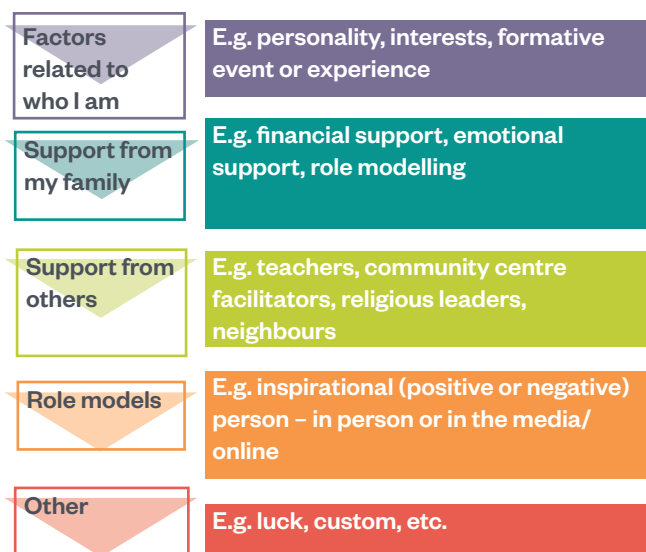 Factors
related to
who I am
E.g. personality, interests, formative
event or experience
Support from
my family
E.g. financial support, emotional
support, role modelling
Support from
others
E.g. teachers, community centre
facilitators, religious leaders,
neighbours
Role models
E.g. inspirational (positive or negative)
person – in person or in the media/
online
Other
E.g. luck, custom, etc.